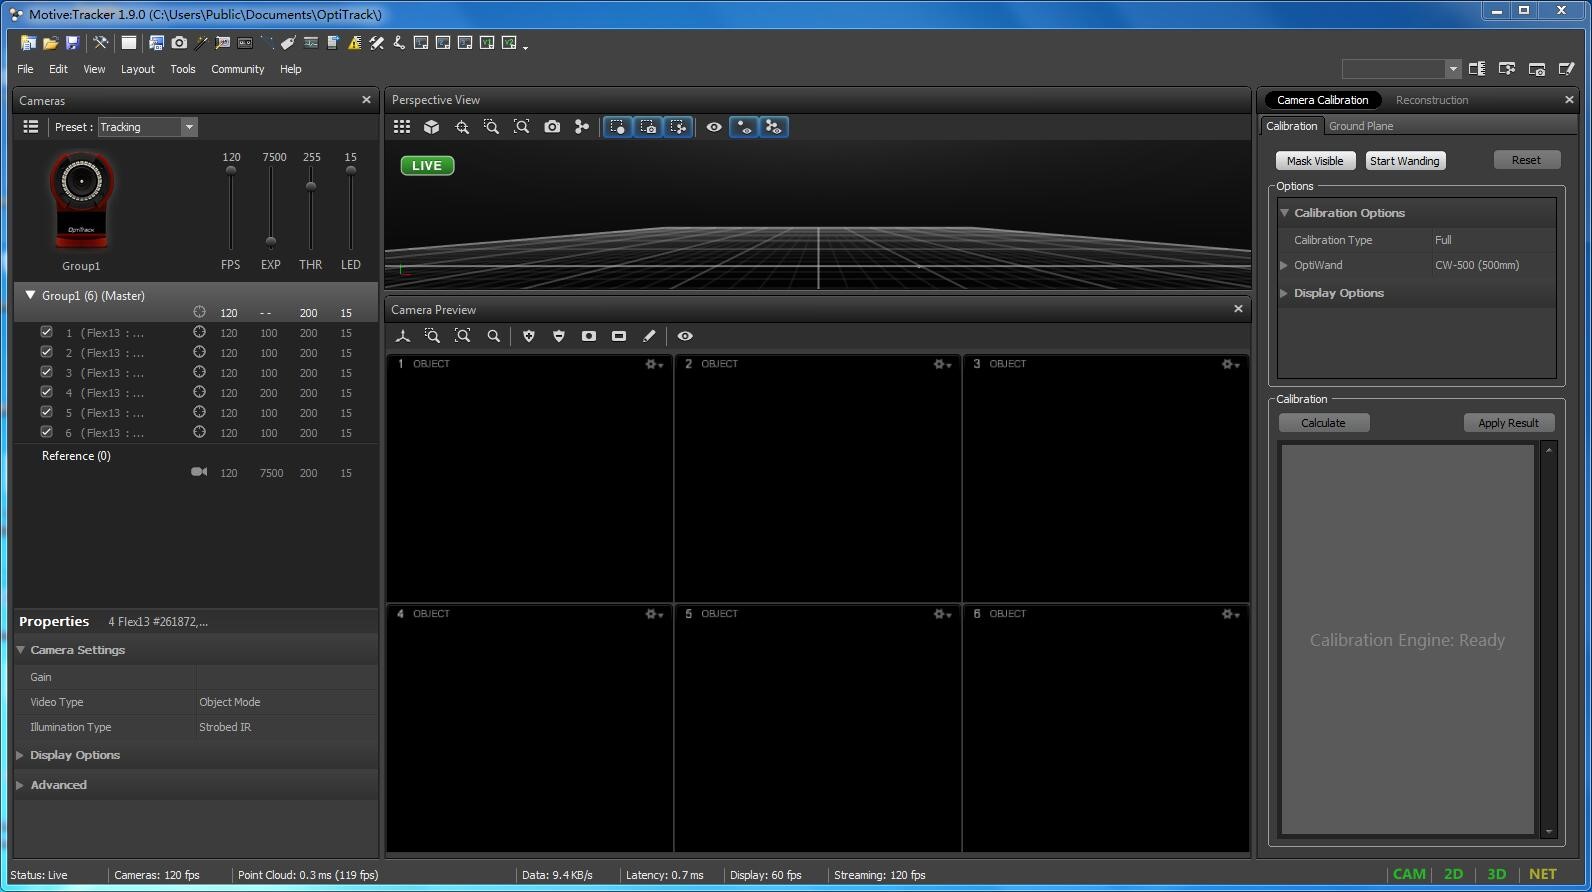 Motive:Tracker 1.9.0 (C:\Users\Public\Documents\OptiTrack\)
File Edit View Layout Tools Community Help
Cameras
Preset : Tracking
120 7500 255 15
OptiTrack
Group1
FPS EXP THR LED
Group1 (6) (Master)
120 -- 200 15
1 (Flex13 : ... 120 100 200 15
2 (Flex13 : ... 120 100 200 15
3 (Flex13 : ... 120 100 200 15
4 (Flex13 : ... 120 200 200 15
5 (Flex13 : ... 120 100 200 15
6 (Flex13 : ... 120 100 200 15
Reference (0)
120 7500 200 15
Properties 4 Flex13 #261872,...
Camera Settings
Gain
Video Type Object Mode
Illumination Type Strobed IR
Display Options
Advanced
Perspective View
LIVE
Camera Preview
1 OBJECT
2 OBJECT
3 OBJECT
4 OBJECT
5 OBJECT
6 OBJECT
Camera Calibration Reconstruction
Calibration Ground Plane
Mask Visible Start Wanding Reset
Options
Calibration Options
Calibration Type Full
OptiWand CW-500 (500mm)
Display Options
Calibration
Calculate Apply Result
Calibration Engine: Ready
Status: Live Cameras: 120 fps Point Cloud: 0.3 ms (119 fps) Data: 9.4 KB/s Latency: 0.7 ms Display: 60 fps Streaming: 120 fps CAM 2D 3D NET